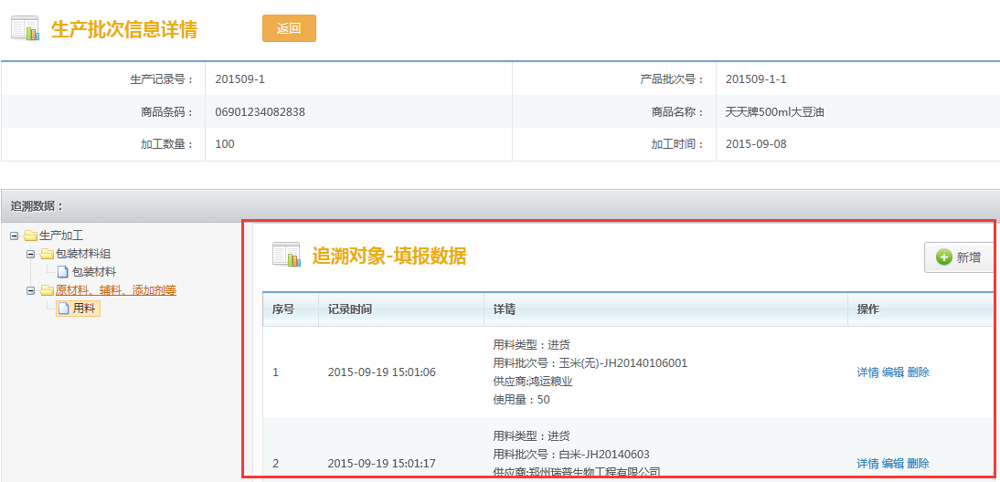 生产批次信息详情
返回
生产记录号： 201509-1 产品批次号： 201509-1-1
商品条码： 06901234082838 商品名称： 天天牌500ml大豆油
加工数量： 100 加工时间： 2015-09-08
追溯数据：
生产加工
包装材料组
包装材料
原材料、辅料、添加剂等
用料
追溯对象-填报数据
新增
序号 记录时间 详情 操作
1 2015-09-19 15:01:06
用料类型：进货
用料批次号：玉米(无)-JH20140106001
供应商:鸿运粮业
使用量：50
详情 编辑 删除
2 2015-09-19 15:01:17
用料类型：进货
用料批次号：白米-JH20140603
供应商:郑州瑞普生物工程有限公司
详情 编辑 删除